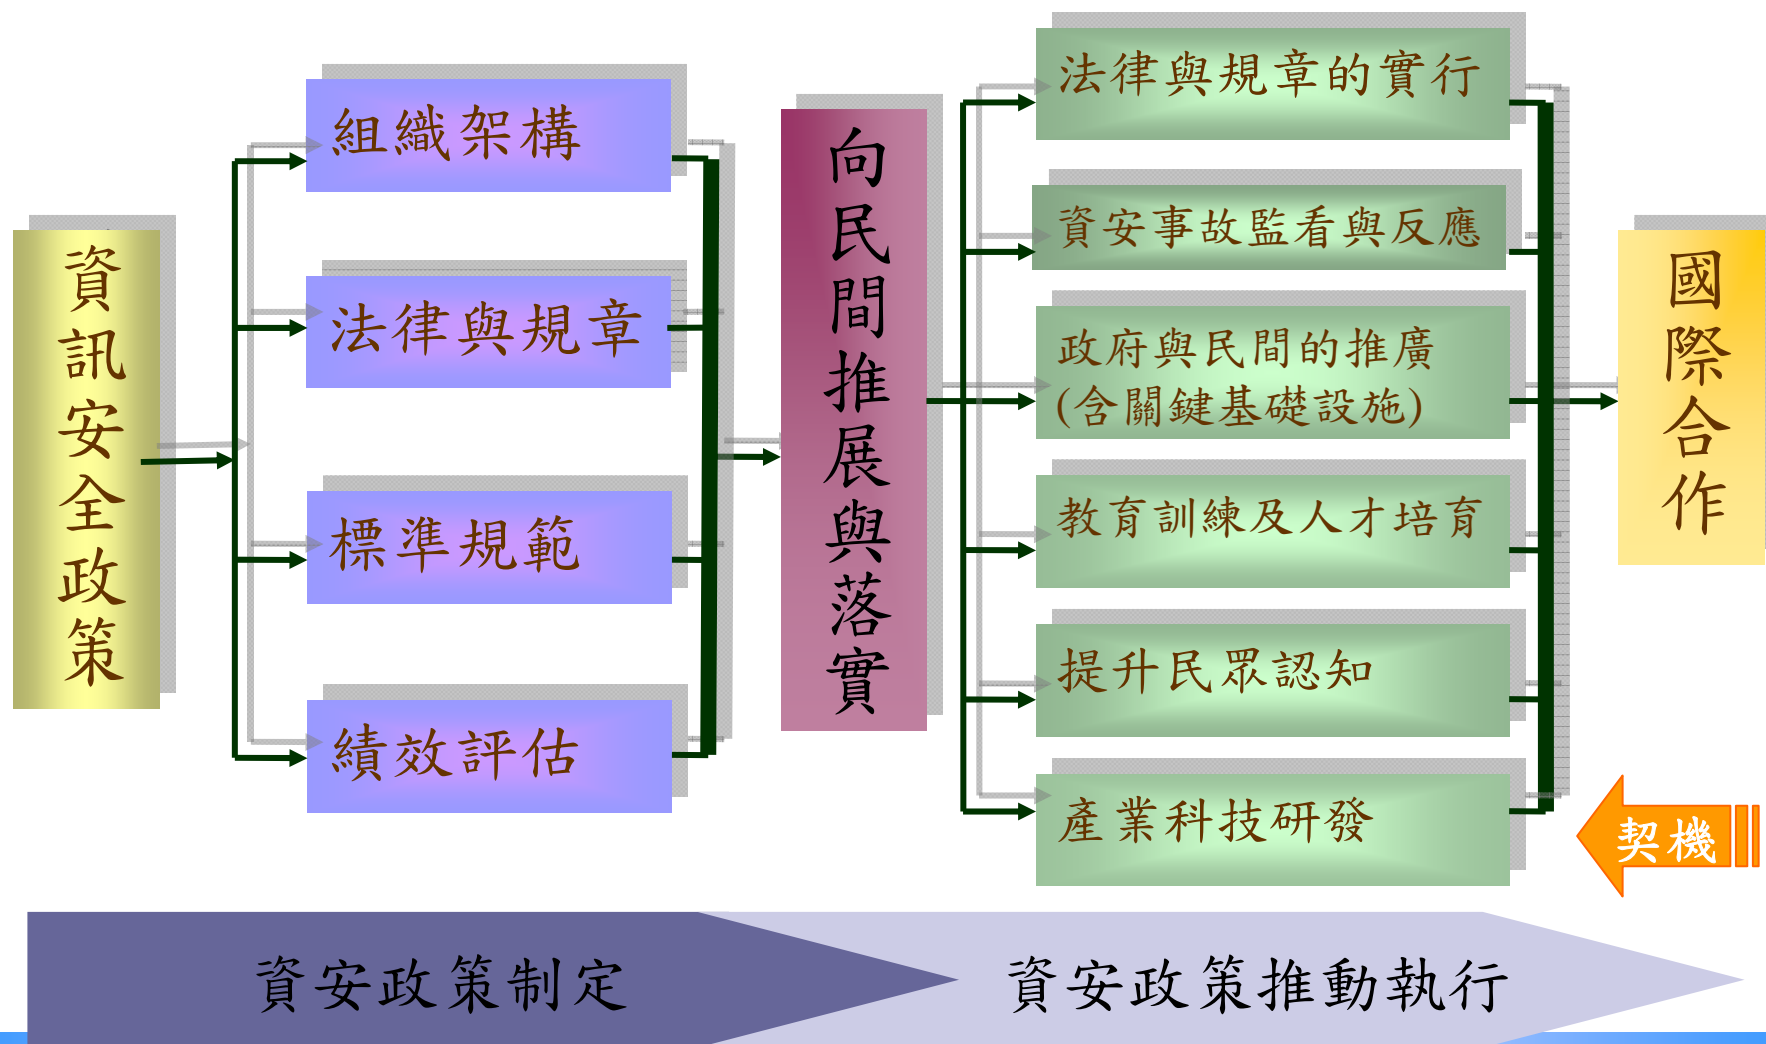 資訊安全政策
組織架構
法律與規章
標準規範
績效評估
向民間推展與落實
法律與規章的實行
資安事故監看與反應
政府與民間的推廣
(含關鍵基礎設施)
教育訓練及人才培育
提升民眾認知
產業科技研發
國際合作
契機
資安政策制定
資安政策推動執行